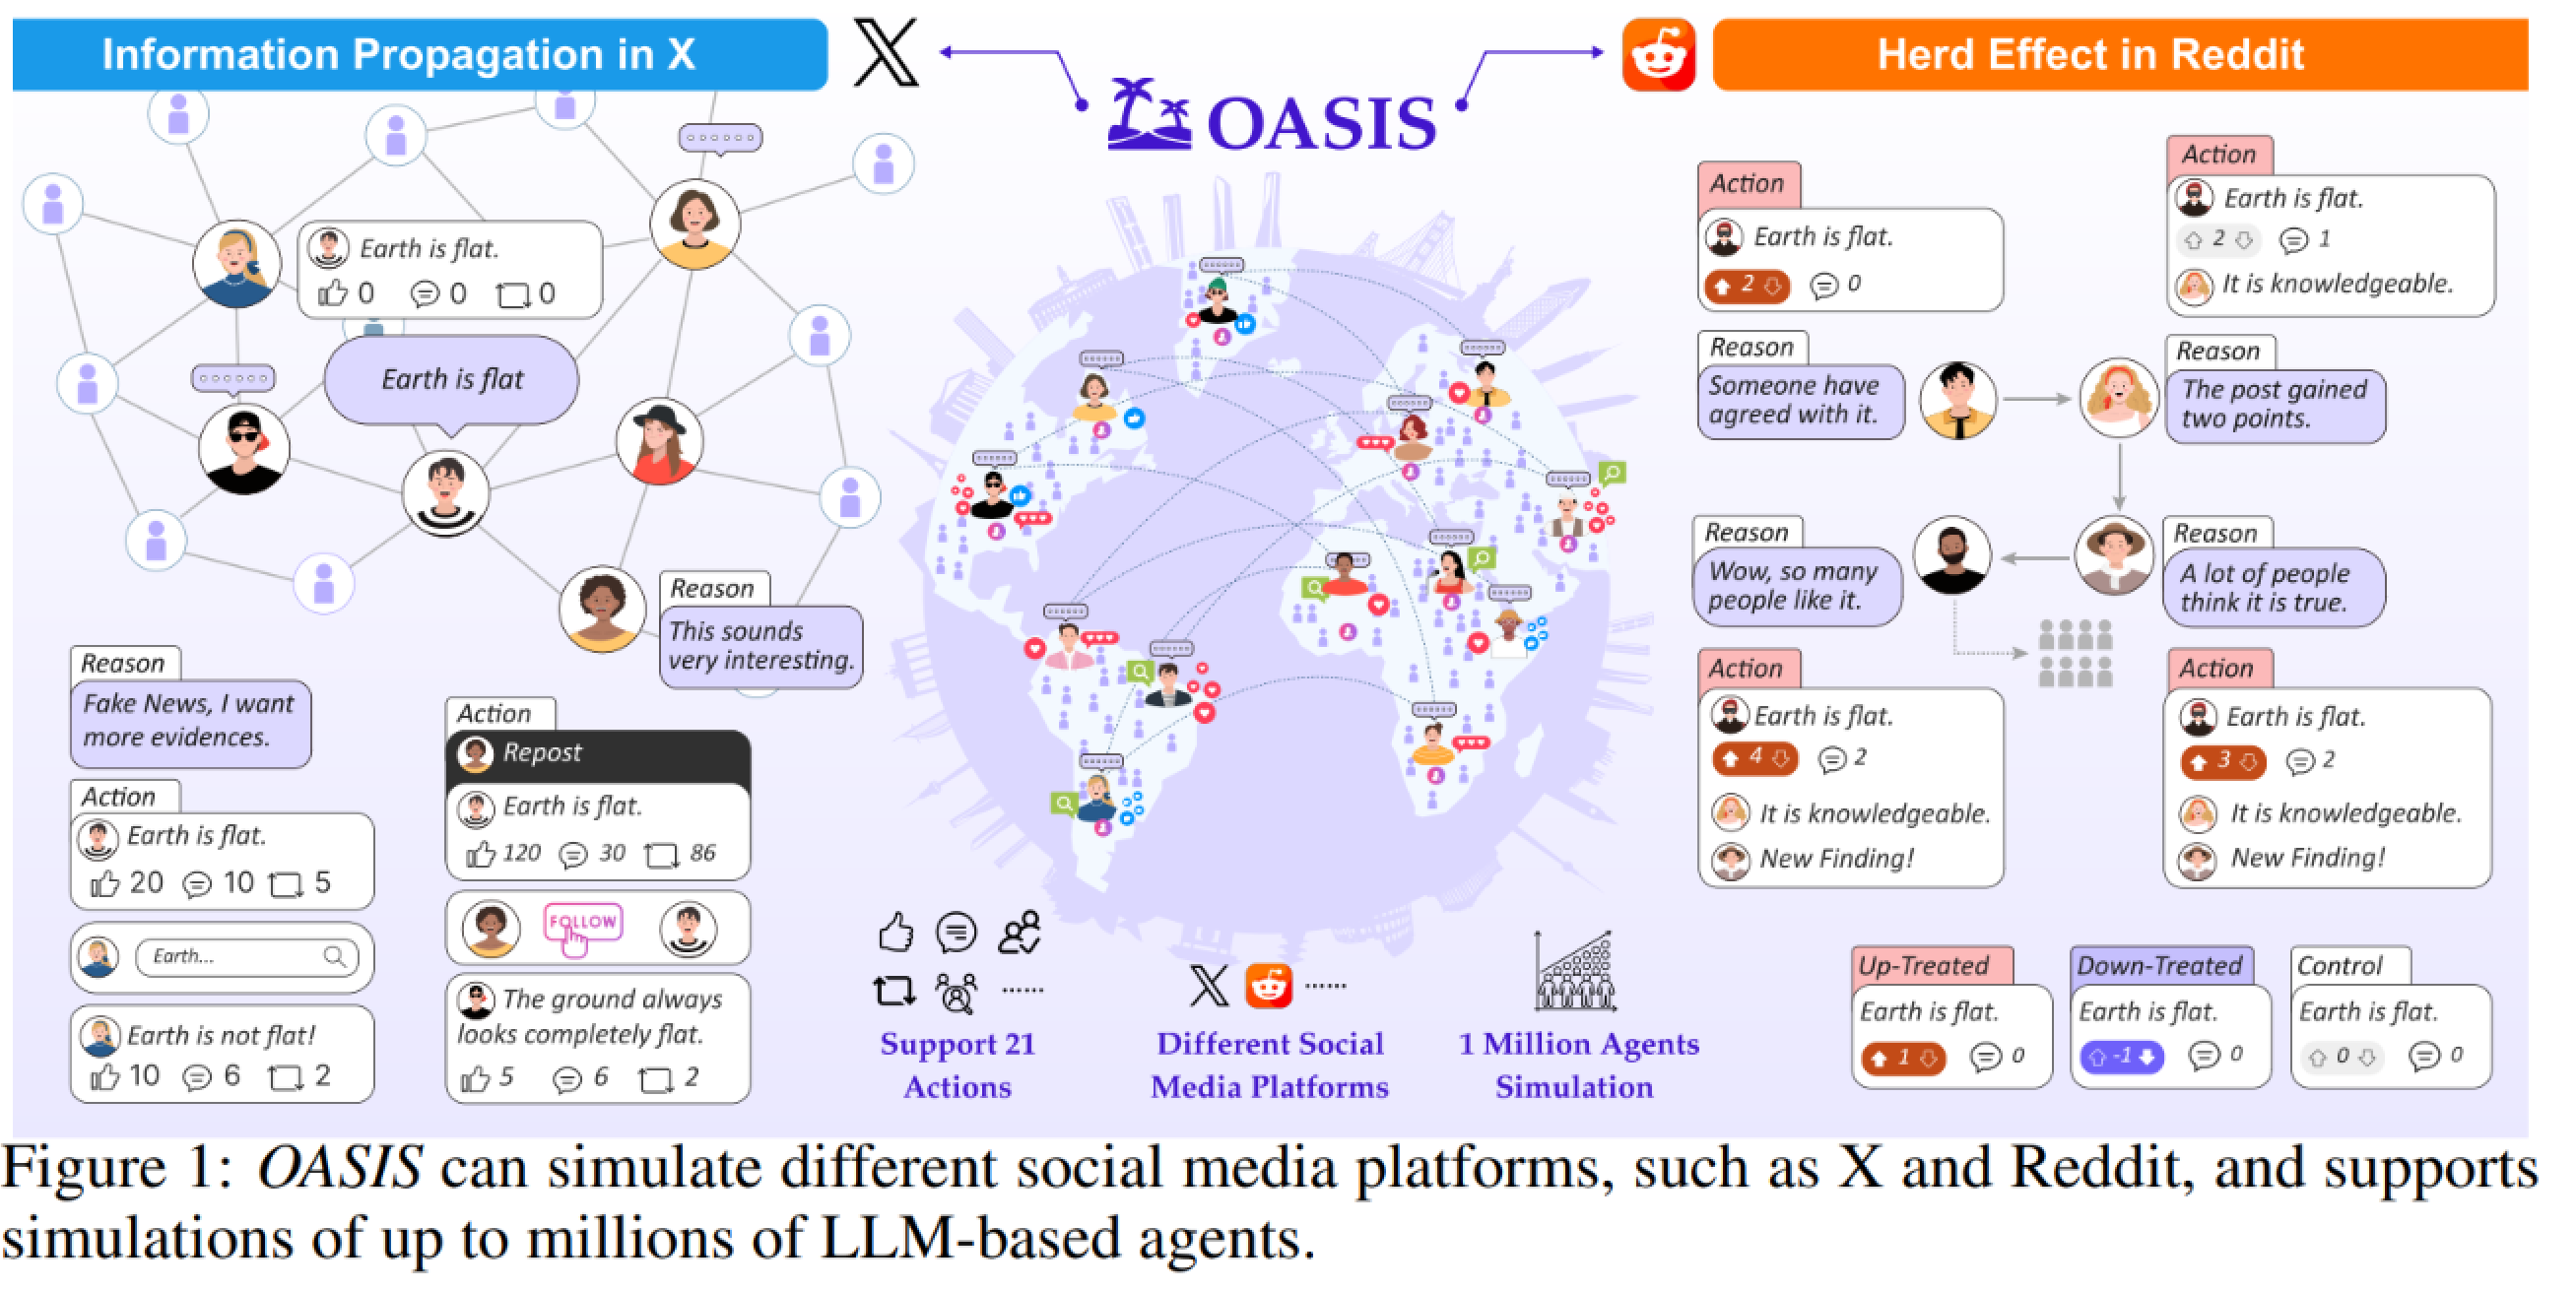 Information Propagation in X
OASIS
Herd Effect in Reddit
Earth is flat.
0 0 0
Earth is flat
Reason
This sounds
very interesting.
Reason
Fake News, I want
more evidences.
Action
Earth is flat.
20 10 5
Earth...
Earth is not flat!
10 6 2
Action
Repost
Earth is flat.
120 30 86
FOLLOW
The ground always
looks completely flat.
5 6 2
Support 21
Actions
Different Social
Media Platforms
1 Million Agents
Simulation
Action
Earth is flat.
2 0
Action
Earth is flat.
2 1
It is knowledgeable.
Reason
Someone have
agreed with it.
Reason
The post gained
two points.
Reason
Wow, so many
people like it.
Reason
A lot of people
think it is true.
Action
Earth is flat.
4 2
It is knowledgeable.
New Finding!
Action
Earth is flat.
3 2
It is knowledgeable.
New Finding!
Up-Treated
Earth is flat.
1 0
Down-Treated
Earth is flat.
-1 0
Control
Earth is flat.
0 0
Figure 1: OASIS can simulate different social media platforms, such as X and Reddit, and supports
simulations of up to millions of LLM-based agents.